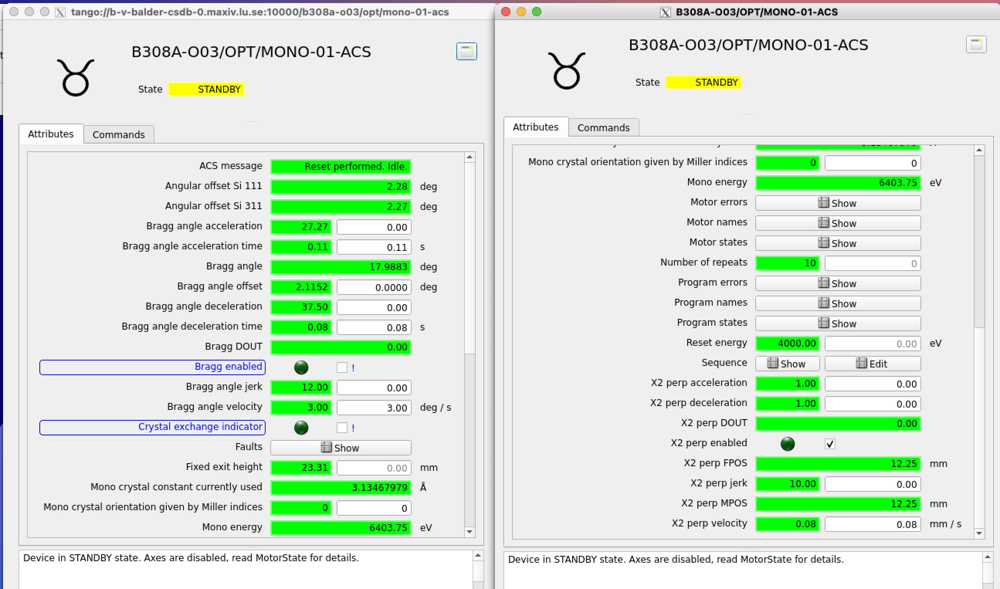 tango://b-v-balder-csdb-0.maxiv.lu.se:10000/b308a-o03/opt/mono-01-acs
B308A-O03/OPT/MONO-01-ACS
State STANDBY
Attributes Commands
ACS message Reset performed. Idle.
Angular offset Si 111 2.28 deg
Angular offset Si 311 2.27 deg
Bragg angle acceleration 27.27 0.00
Bragg angle acceleration time 0.11 0.11 s
Bragg angle 17.9883 deg
Bragg angle offset 2.1152 0.0000 deg
Bragg angle deceleration 37.50 0.00
Bragg angle deceleration time 0.08 0.08 s
Bragg DOUT 0.00
Bragg enabled !
Bragg angle jerk 12.00 0.00
Bragg angle velocity 3.00 3.00 deg / s
Crystal exchange indicator !
Faults Show
Fixed exit height 23.31 0.00 mm
Mono crystal constant currently used 3.13467979 Å
Mono crystal orientation given by Miller indices 0 0
Mono energy 6403.75 eV
Device in STANDBY state. Axes are disabled, read MotorState for details.
B308A-O03/OPT/MONO-01-ACS
B308A-O03/OPT/MONO-01-ACS
State STANDBY
Attributes Commands
Mono crystal orientation given by Miller indices 0 0
Mono energy 6403.75 eV
Motor errors Show
Motor names Show
Motor states Show
Number of repeats 10 0
Program errors Show
Program names Show
Program states Show
Reset energy 4000.00 0.00 eV
Sequence Show Edit
X2 perp acceleration 1.00 0.00
X2 perp deceleration 1.00 0.00
X2 perp DOUT 0.00
X2 perp enabled
X2 perp FPOS 12.25 mm
X2 perp jerk 10.00 0.00
X2 perp MPOS 12.25 mm
X2 perp velocity 0.08 0.08 mm / s
Device in STANDBY state. Axes are disabled, read MotorState for details.